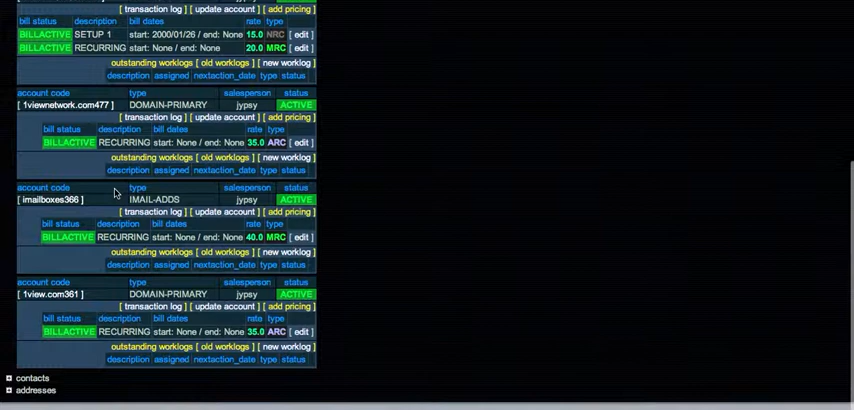 [ transaction log ] [ update account ] [ add pricing ]
bill status description bill dates rate type
BILLACTIVE SETUP 1 start: 2000/01/26 / end: None 15.0 NRC [ edit ]
BILLACTIVE RECURRING start: None / end: None 20.0 MRC [ edit ]
outstanding worklogs [ old worklogs ] [ new worklog ]
description assigned nextaction_date type status
account code type salesperson status
[ 1viewnetwork.com477 ] DOMAIN-PRIMARY jypsy ACTIVE
[ transaction log ] [ update account ] [ add pricing ]
bill status description bill dates rate type
BILLACTIVE RECURRING start: None / end: None 35.0 ARC [ edit ]
outstanding worklogs [ old worklogs ] [ new worklog ]
description assigned nextaction_date type status
account code type salesperson status
[ imailboxes366 ] IMAIL-ADDS jypsy ACTIVE
[ transaction log ] [ update account ] [ add pricing ]
bill status description bill dates rate type
BILLACTIVE RECURRING start: None / end: None 40.0 MRC [ edit ]
outstanding worklogs [ old worklogs ] [ new worklog ]
description assigned nextaction_date type status
account code type salesperson status
[ 1view.com361 ] DOMAIN-PRIMARY jypsy ACTIVE
[ transaction log ] [ update account ] [ add pricing ]
bill status description bill dates rate type
BILLACTIVE RECURRING start: None / end: None 35.0 ARC [ edit ]
outstanding worklogs [ old worklogs ] [ new worklog ]
description assigned nextaction_date type status
contacts
addresses